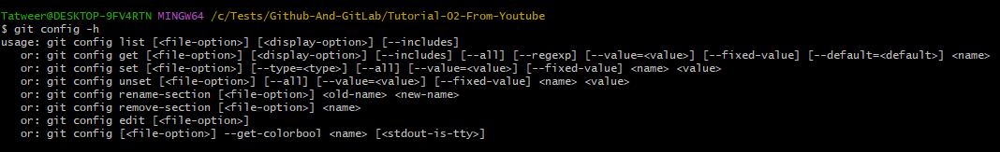 Tatweer@DESKTOP-9FV4RTN MINGW64 /c/Tests/Github-And-GitLab/Tutorial-02-From-Youtube
$ git config -h
usage: git config list [<file-option>] [<display-option>] [--includes]
   or: git config get [<file-option>] [<display-option>] [--includes] [--all] [--regexp] [--value=<value>] [--fixed-value] [--default=<default>] <name>
   or: git config set [<file-option>] [--type=<type>] [--all] [--value=<value>] [--fixed-value] <name> <value>
   or: git config unset [<file-option>] [--all] [--value=<value>] [--fixed-value] <name> <value>
   or: git config rename-section [<file-option>] <old-name> <new-name>
   or: git config remove-section [<file-option>] <name>
   or: git config edit [<file-option>]
   or: git config [<file-option>] --get-colorbool <name> [<stdout-is-tty>]